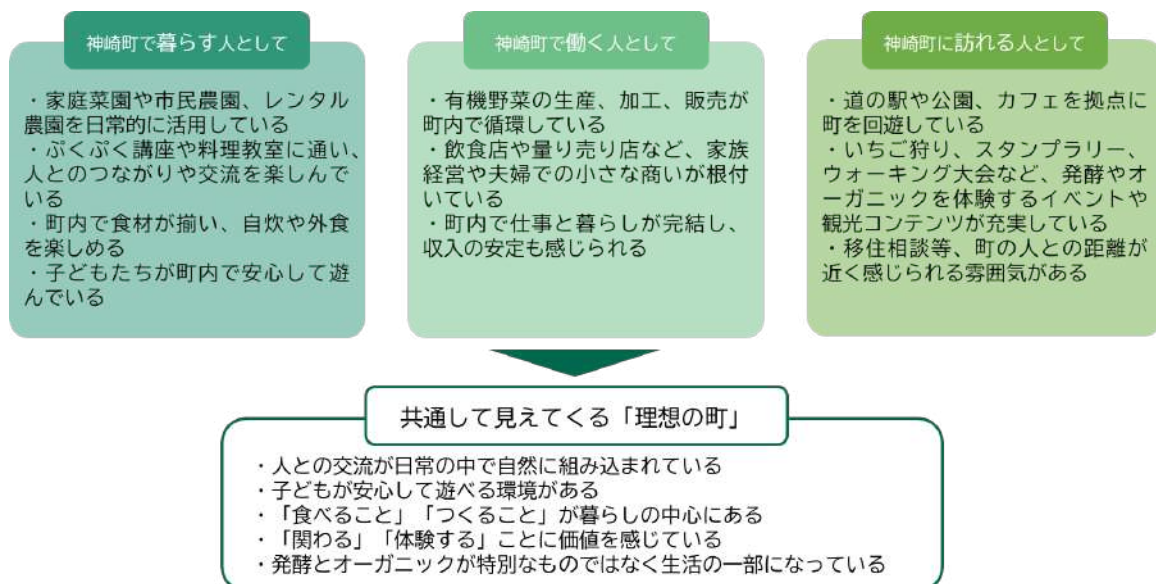 神崎町で暮らす人として
・家庭菜園や市民農園、レンタル
農園を日常的に活用している
・ぷくぷく講座や料理教室に通い、
人とのつながりや交流を楽しんで
いる
・町内で食材が揃い、自炊や外食
を楽しめる
・子どもたちが町内で安心して遊
んでいる
神崎町で働く人として
・有機野菜の生産、加工、販売が
町内で循環している
・飲食店や量り売り店など、家族
経営や夫婦での小さな商いが根付
いている
・町内で仕事と暮らしが完結し、
収入の安定も感じられる
神崎町に訪れる人として
・道の駅や公園、カフェを拠点に
町を回遊している
・いちご狩り、スタンプラリー、
ウォーキング大会など、発酵やオ
ーガニックを体験するイベントや
観光コンテンツが充実している
・移住相談等、町の人との距離が
近く感じられる雰囲気がある
共通して見えてくる「理想の町」
・人との交流が日常の中で自然に組み込まれている
・子どもが安心して遊べる環境がある
・「食べること」「つくること」が暮らしの中心にある
・「関わる」「体験する」ことに価値を感じている
・発酵とオーガニックが特別なものではなく生活の一部になっている